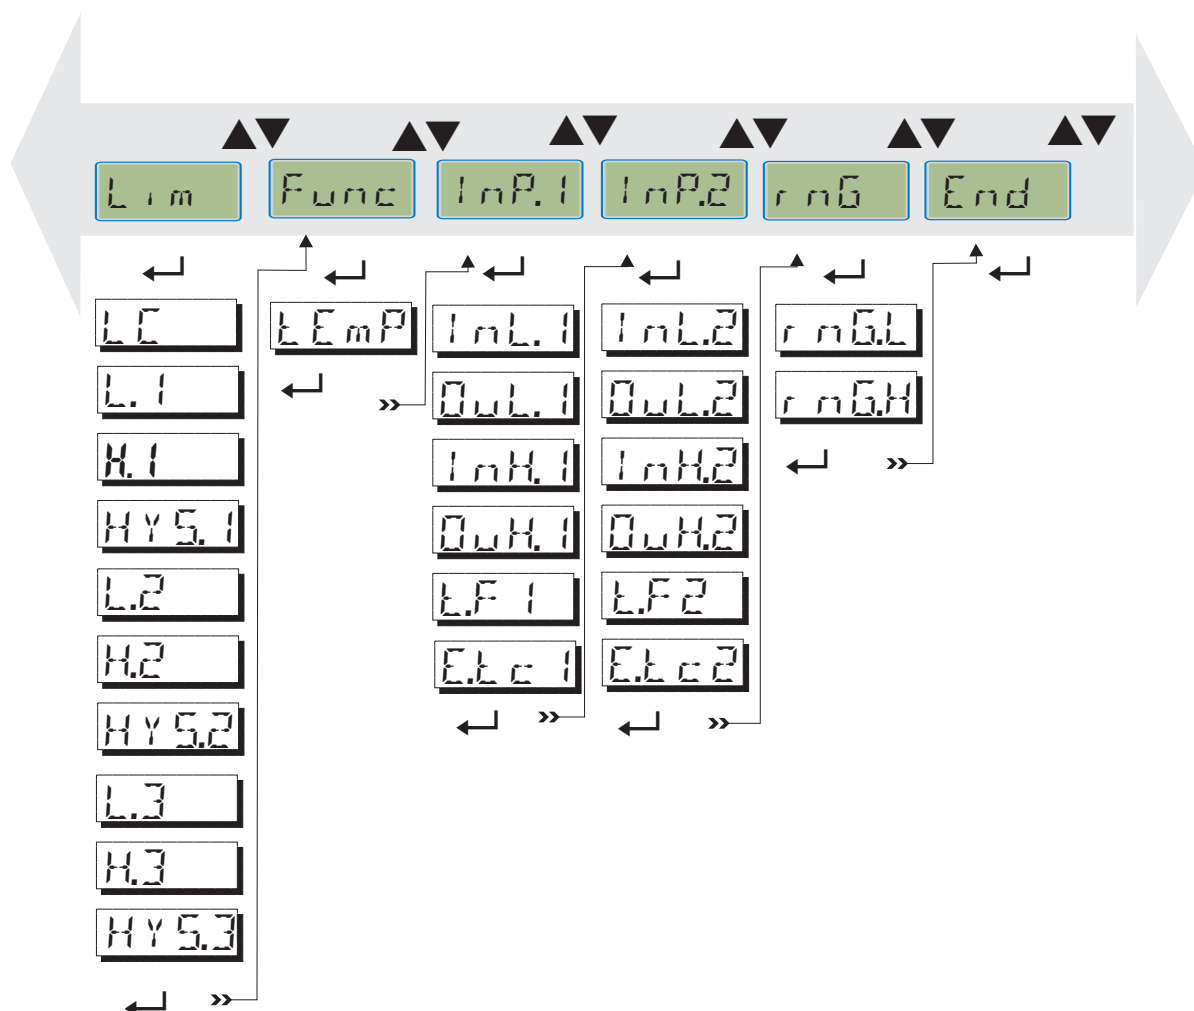 Lim
Func
InP.1
InP.2
rnG
End
LC
L.1
H.1
HYS.1
L.2
H.2
HYS.2
L.3
H.3
HYS.3
tEmP
InL.1
OuL.1
InH.1
OuH.1
t.F1
E.tc1
InL.2
OuL.2
InH.2
OuH.2
t.F2
E.tc2
rnG.L
rnG.H